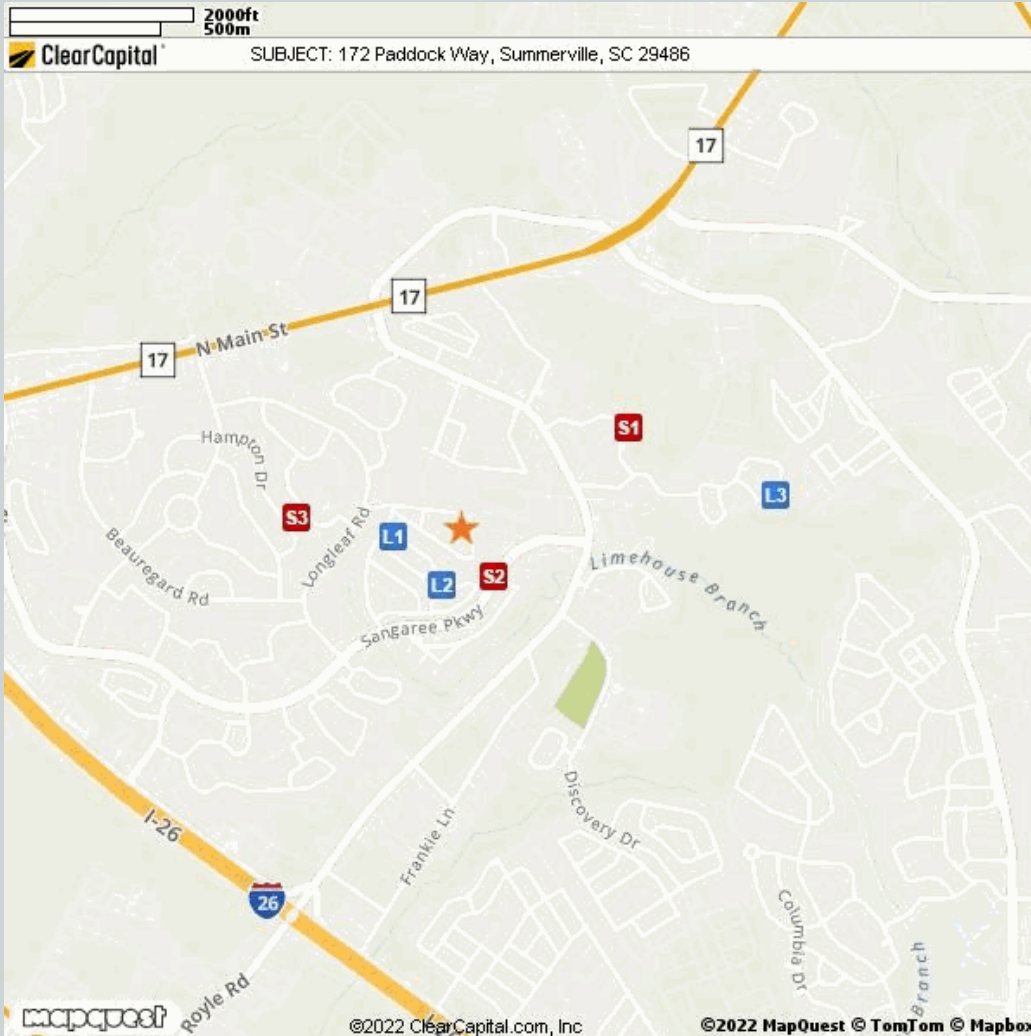 2000ft
500m
ClearCapital
SUBJECT: 172 Paddock Way, Summerville, SC 29486
17
17
N Main St
17
S1
Hampton Dr
L3
S3
Longleaf Rd
L1
Beauregard Rd
L2
S2
Limehouse Branch
Sangaree Pkwy
Discovery Dr
I-26
Frankie Ln
26
Columbia Dr
Branch
Royle Rd
mapquest
©2022 ClearCapital.com, Inc
©2022 MapQuest © TomTom © Mapbo